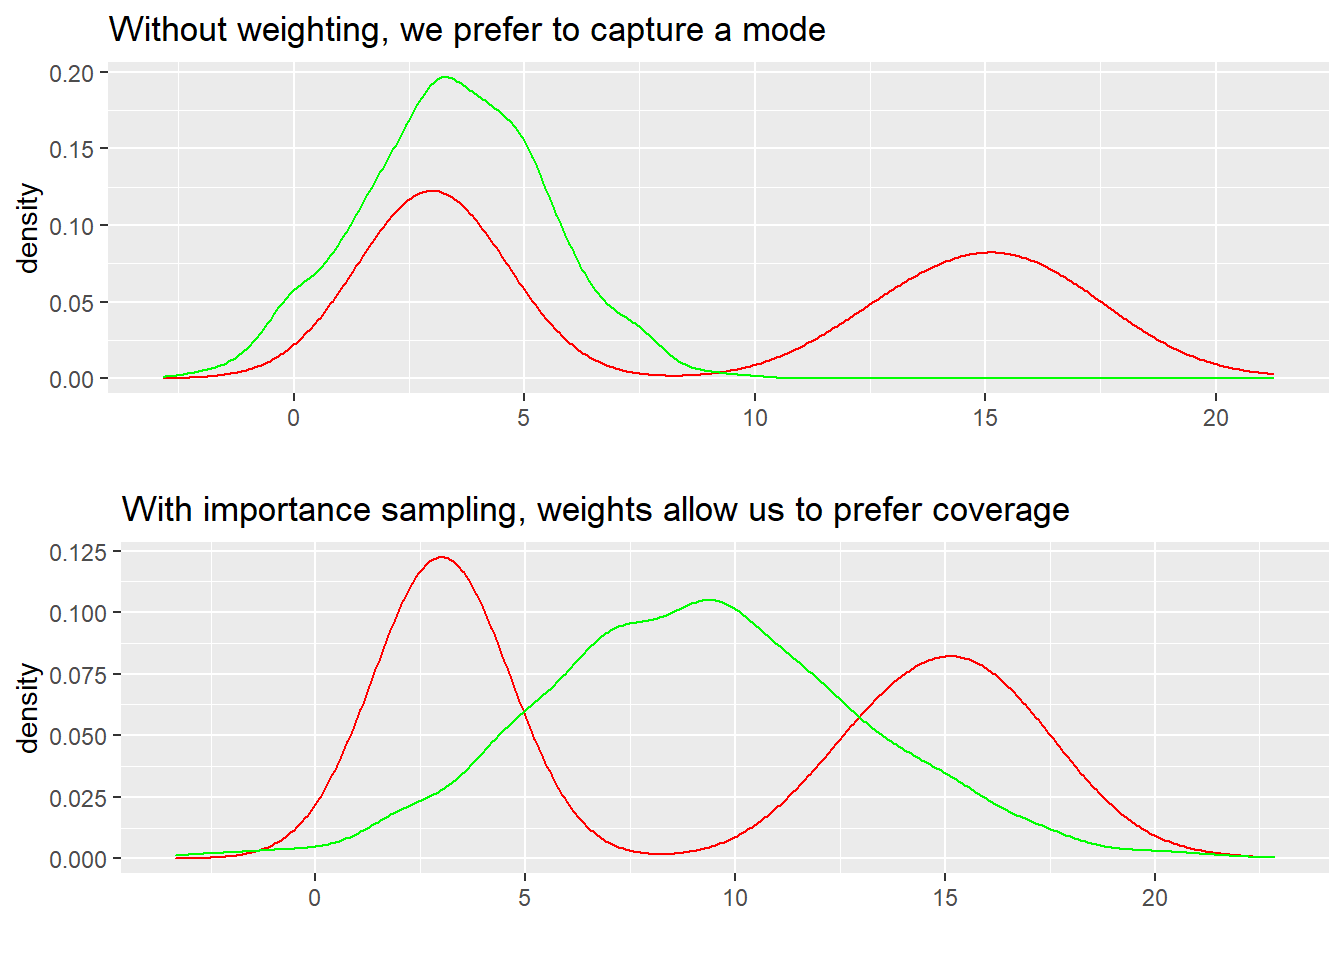 Without weighting, we prefer to capture a mode
0.20
0.15
0.10
0.05
0.00
density
0 5 10 15 20
With importance sampling, weights allow us to prefer coverage
0.125
0.100
0.075
0.050
0.025
0.000
density
0 5 10 15 20